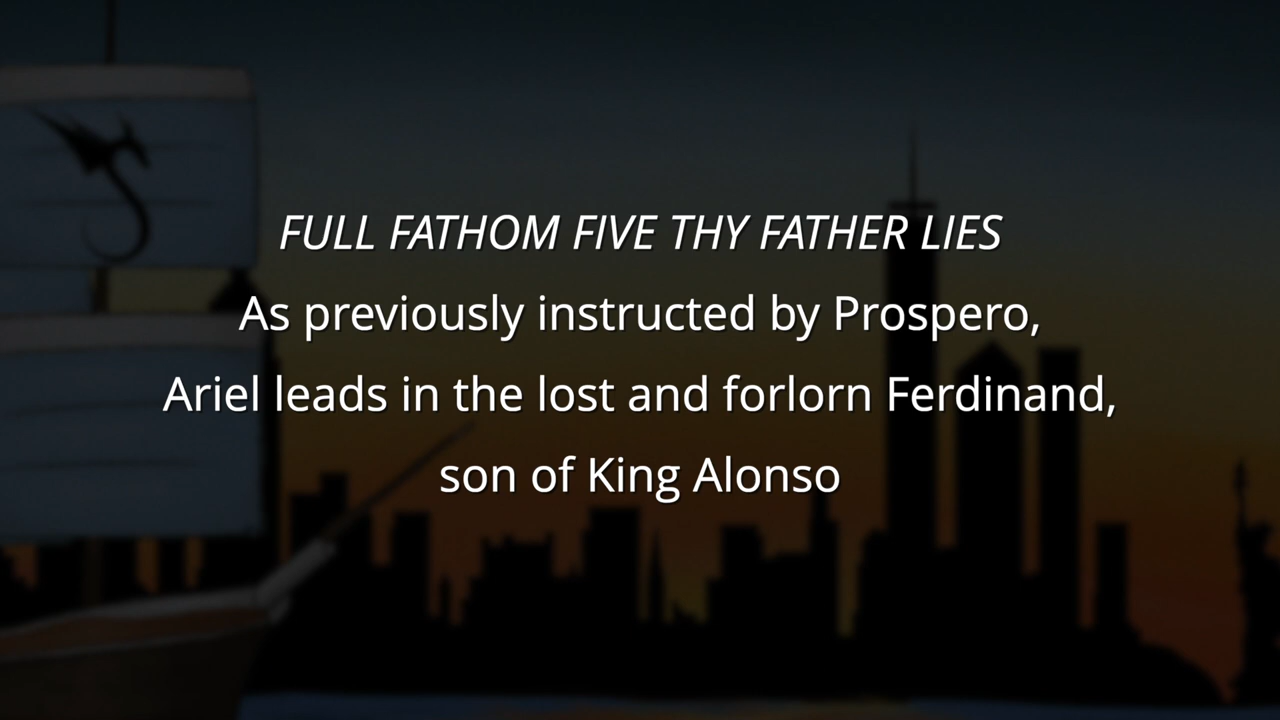 FULL FATHOM FIVE THY FATHER LIES
As previously instructed by Prospero,
Ariel leads in the lost and forlorn Ferdinand,
son of King Alonso